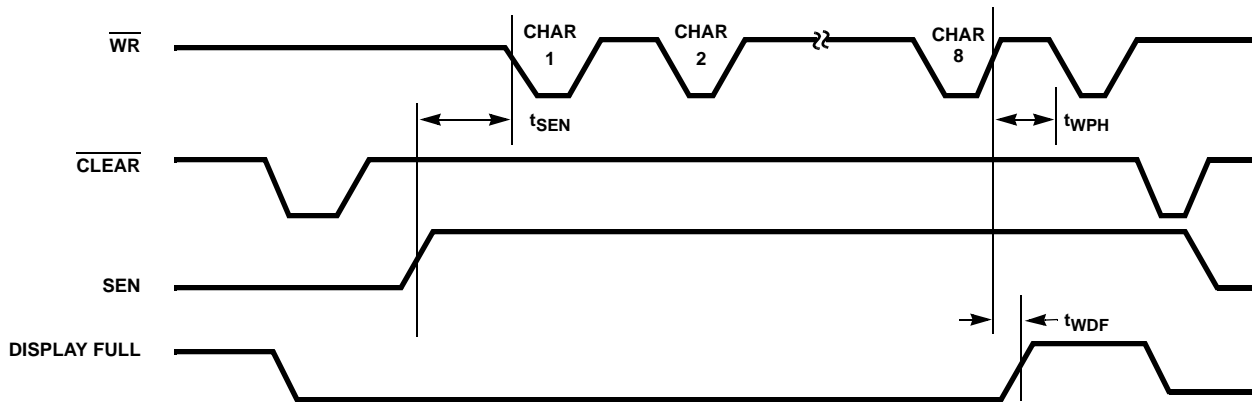 WR
CHAR
1
CHAR
2
CHAR
8
tSEN
tWPH
CLEAR
SEN
tWDF
DISPLAY FULL